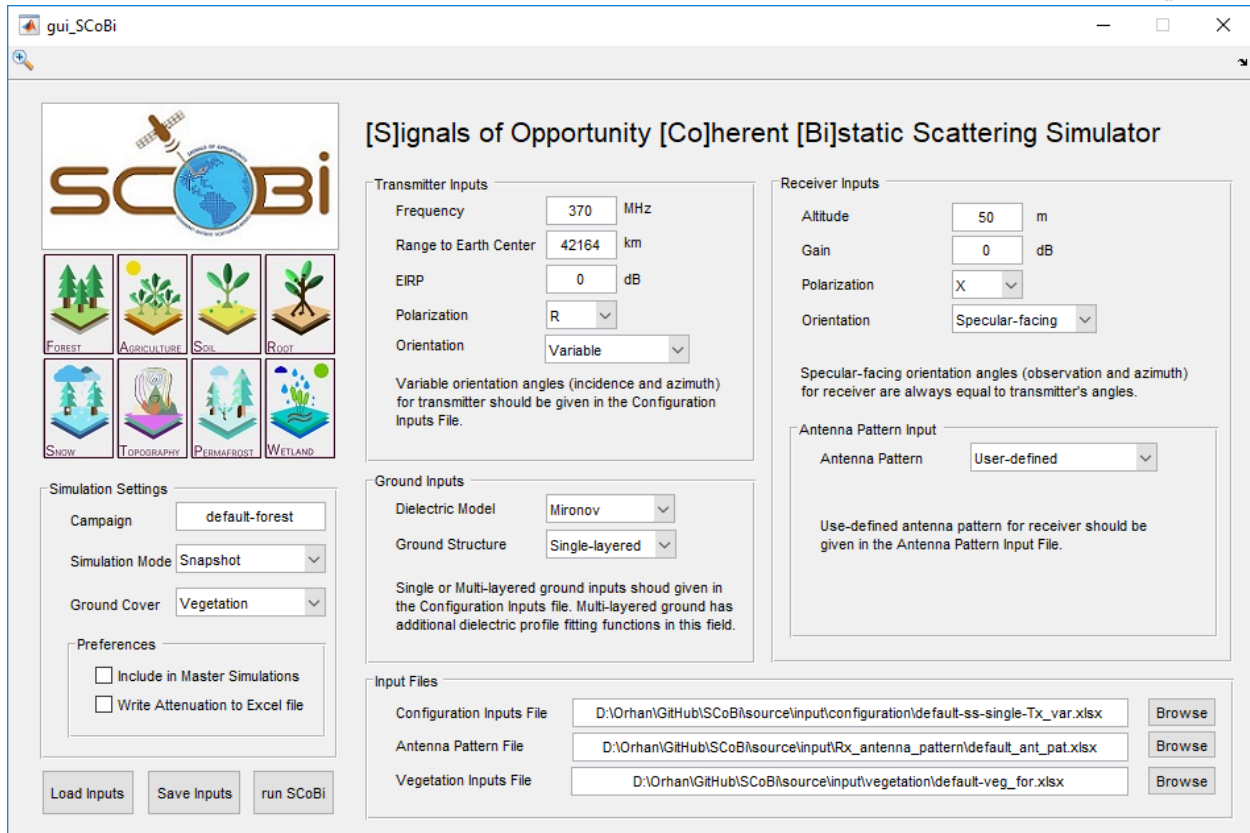 gui_SCoBi
SIGNALS OF OPPORTUNITY
SCOBi
FOREST
AGRICULTURE
SOIL
ROOT
SNOW
TOPOGRAPHY
PERMAFROST
WETLAND
[S]ignals of Opportunity [Co]herent [Bi]static Scattering Simulator
Simulation Settings
Campaign default-forest
Simulation Mode Snapshot
Ground Cover Vegetation
Preferences
Include in Master Simulations
Write Attenuation to Excel file
Load Inputs Save Inputs run SCoBi
Transmitter Inputs
Frequency 370 MHz
Range to Earth Center 42164 km
EIRP 0 dB
Polarization R
Orientation Variable
Variable orientation angles (incidence and azimuth)
for transmitter should be given in the Configuration
Inputs File.
Ground Inputs
Dielectric Model Mironov
Ground Structure Single-layered
Single or Multi-layered ground inputs shoud given in
the Configuration Inputs file. Multi-layered ground has
additional dielectric profile fitting functions in this field.
Receiver Inputs
Altitude 50 m
Gain 0 dB
Polarization X
Orientation Specular-facing
Specular-facing orientation angles (observation and azimuth)
for receiver are always equal to transmitter's angles.
Antenna Pattern Input
Antenna Pattern User-defined
Use-defined antenna pattern for receiver should be
given in the Antenna Pattern Input File.
Input Files
Configuration Inputs File D:\Orhan\GitHub\SCoBi\source\input\configuration\default-ss-single-Tx_var.xlsx Browse
Antenna Pattern File D:\Orhan\GitHub\SCoBi\source\input\Rx_antenna_pattern\default_ant_pat.xlsx Browse
Vegetation Inputs File D:\Orhan\GitHub\SCoBi\source\input\vegetation\default-veg_for.xlsx Browse